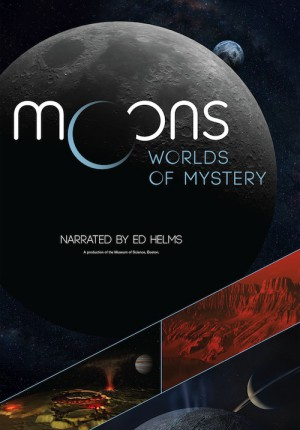 MOONS
WORLDS
OF MYSTERY
NARRATED BY ED HELMS
A production of the Museum of Science, Boston.